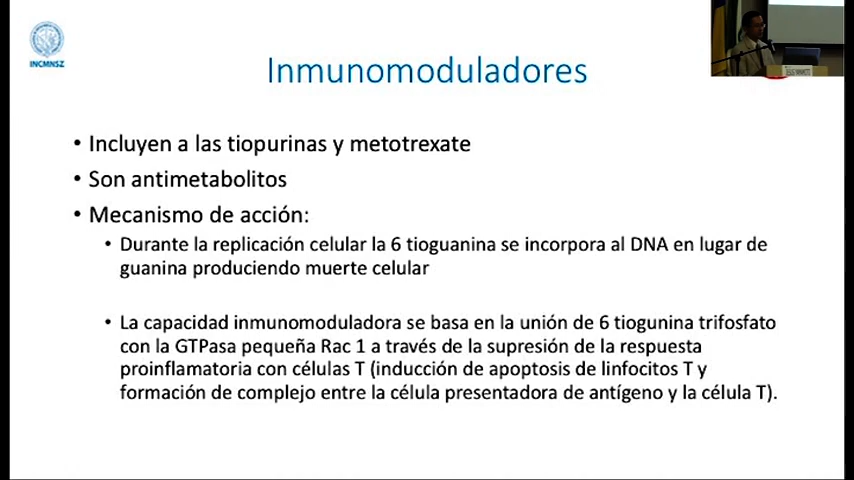 INCMNSZ
Inmunomoduladores
• Incluyen a las tiopurinas y metotrexate
• Son antimetabolitos
• Mecanismo de acción:
• Durante la replicación celular la 6 tioguanina se incorpora al DNA en lugar de
guanina produciendo muerte celular
• La capacidad inmunomoduladora se basa en la unión de 6 tiogunina trifosfato
con la GTPasa pequeña Rac 1 a través de la supresión de la respuesta
proinflamatoria con células T (inducción de apoptosis de linfocitos T y
formación de complejo entre la célula presentadora de antígeno y la célula T).